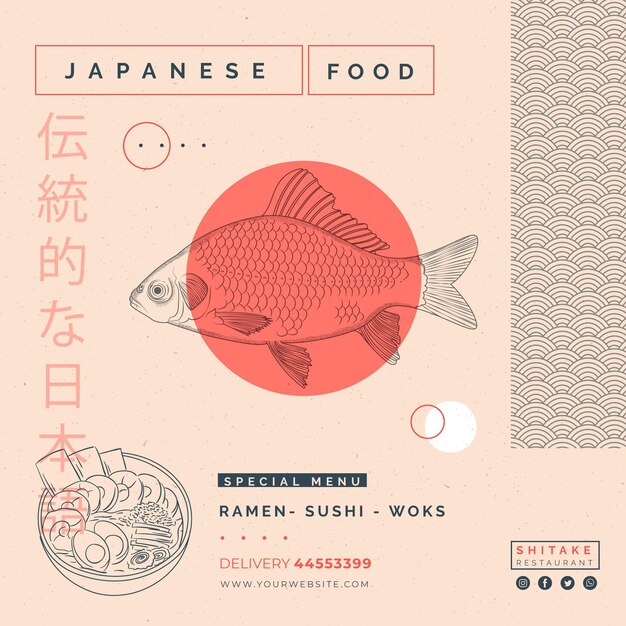 JAPANESE FOOD
伝統的な日本語
SPECIAL MENU
RAMEN- SUSHI - WOKS
DELIVERY 44553399
WWW.YOURWEBSITE.COM
SHITAKE
RESTAURANT